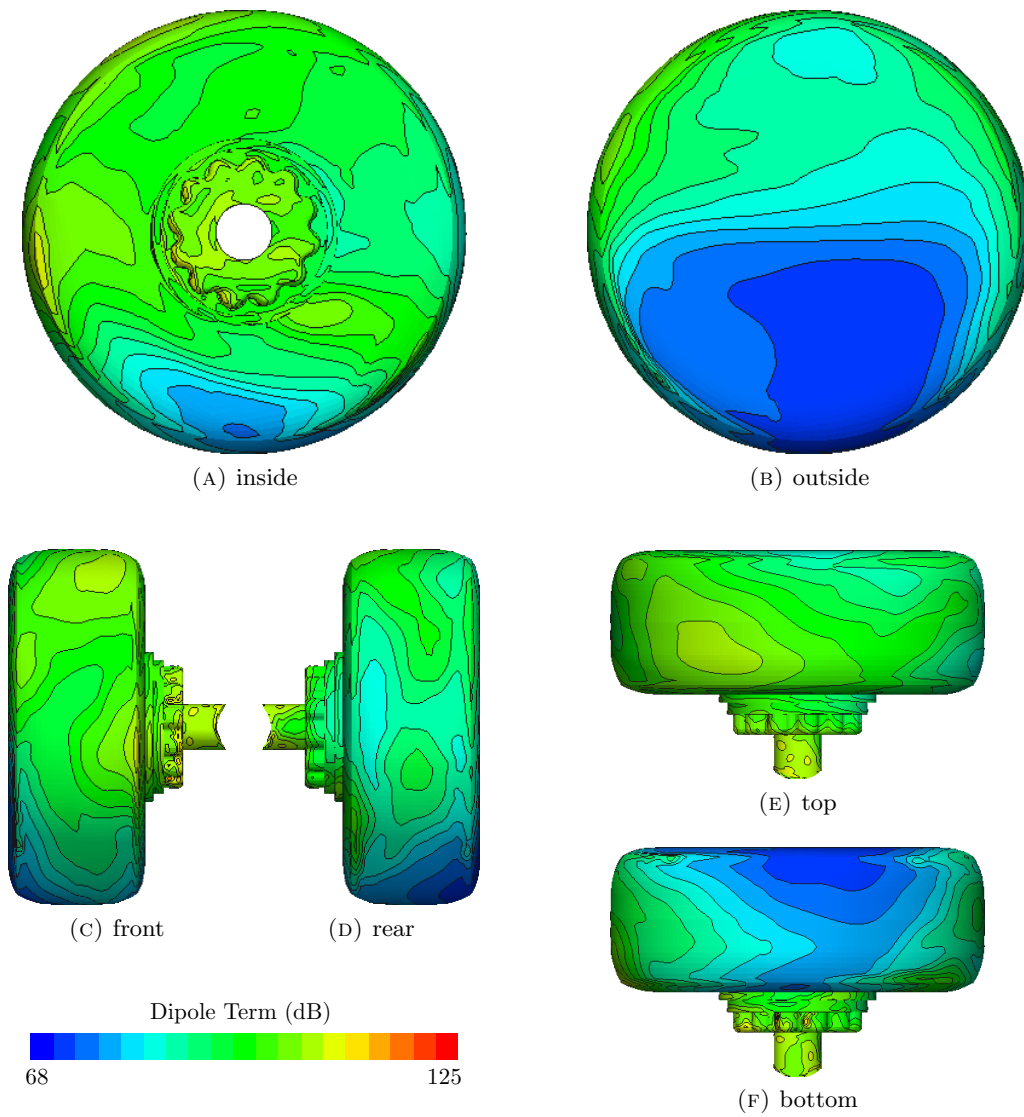 (A) inside
(B) outside
(C) front
(D) rear
(E) top
(F) bottom
Dipole Term (dB)
68 125